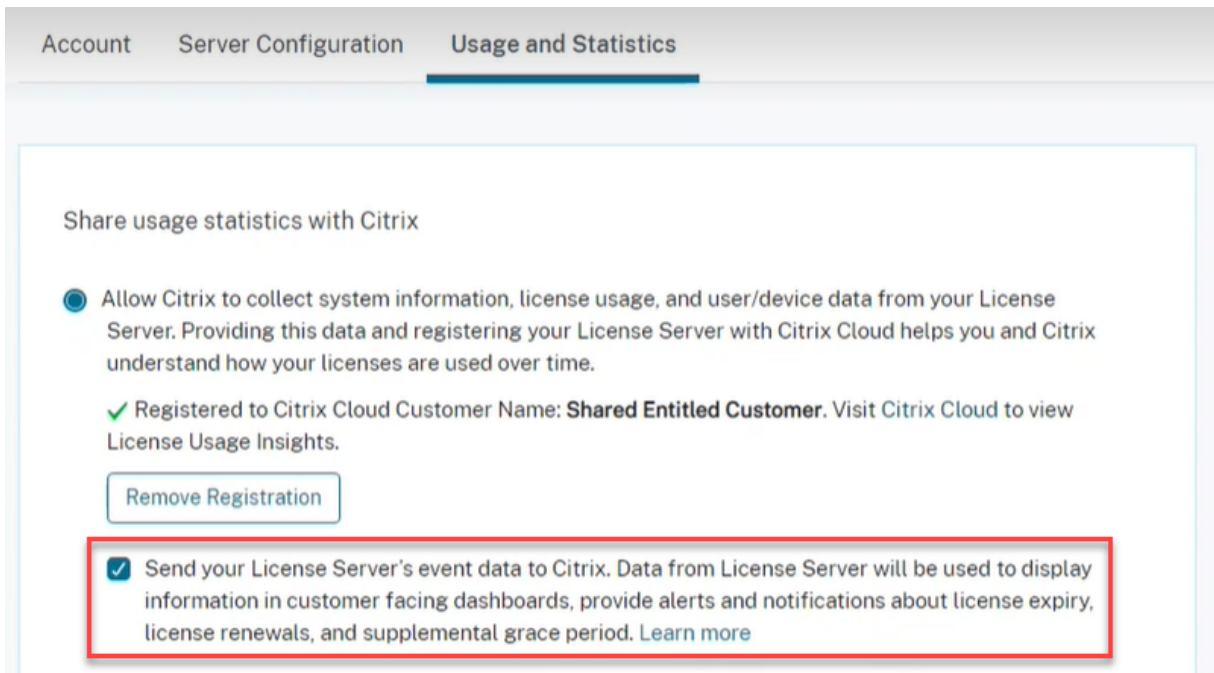 Account Server Configuration Usage and Statistics
Share usage statistics with Citrix
Allow Citrix to collect system information, license usage, and user/device data from your License
Server. Providing this data and registering your License Server with Citrix Cloud helps you and Citrix
understand how your licenses are used over time.
Registered to Citrix Cloud Customer Name: Shared Entitled Customer. Visit Citrix Cloud to view
License Usage Insights.
Remove Registration
Send your License Server's event data to Citrix. Data from License Server will be used to display
information in customer facing dashboards, provide alerts and notifications about license expiry,
license renewals, and supplemental grace period. Learn more